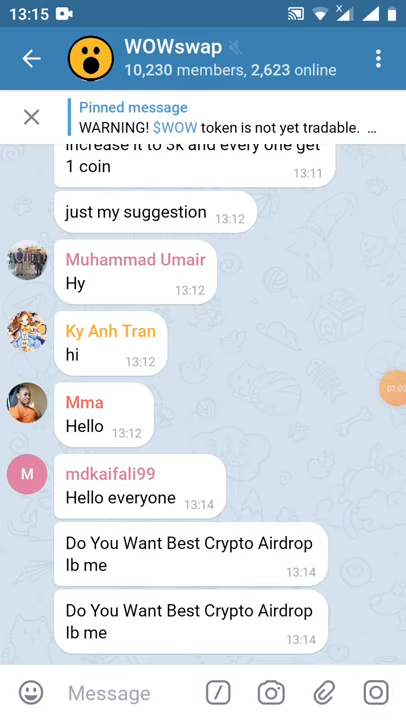 13:15
WOWswap
10,230 members, 2,623 online
Pinned message
WARNING! $WOW token is not yet tradable. ...
increase it to 3k and every one get
1 coin
13:11
just my suggestion 13:12
Muhammad Umair
Hy
13:12
Ky Anh Tran
hi
13:12
Mma
Hello 13:12
M
mdkaifali99
Hello everyone 13:14
Do You Want Best Crypto Airdrop
Ib me
13:14
Do You Want Best Crypto Airdrop
Ib me
13:14
Message